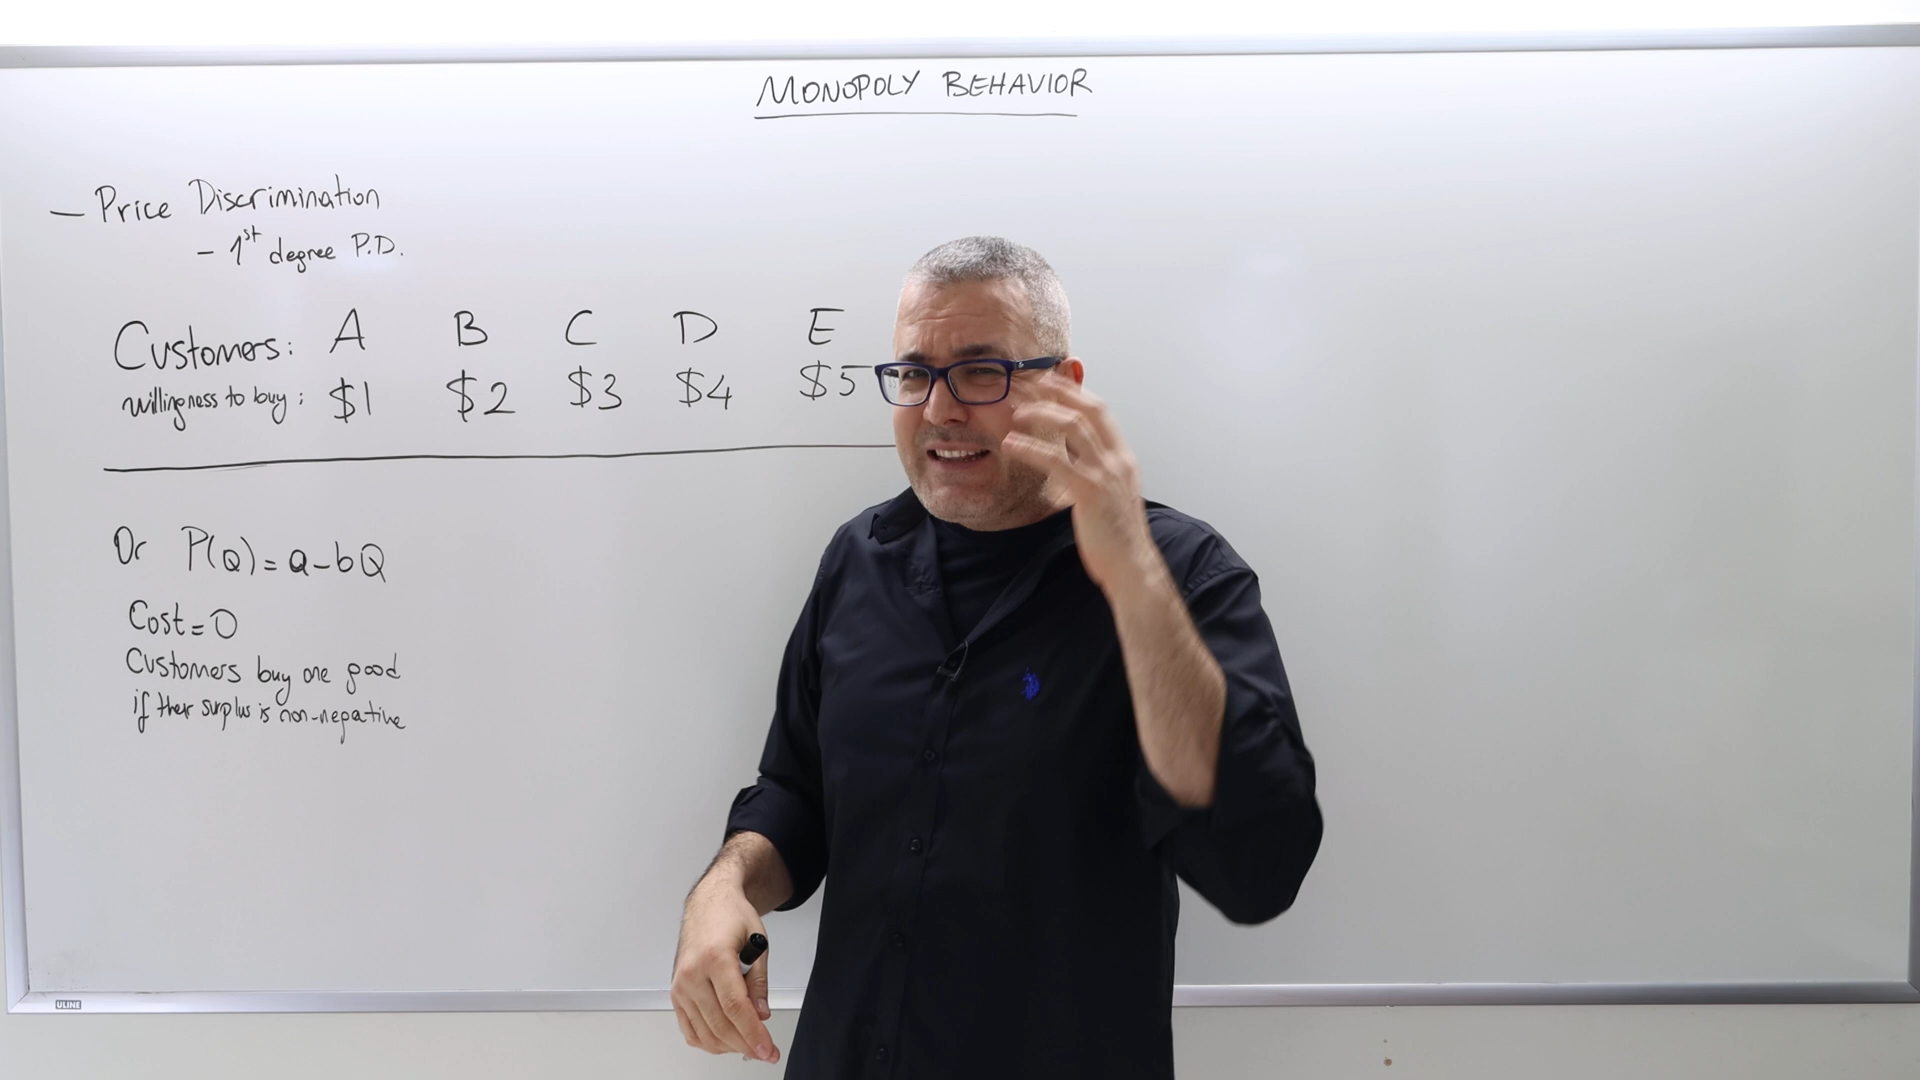 MONOPOLY BEHAVIOR
— Price Discrimination
- 1st degree P.D.
Customers: A B C D E
willingness to buy: $1 $2 $3 $4 $5
Or P(Q) = a-bQ
Cost = 0
Customers buy one good
if their surplus is non-negative
ULINE